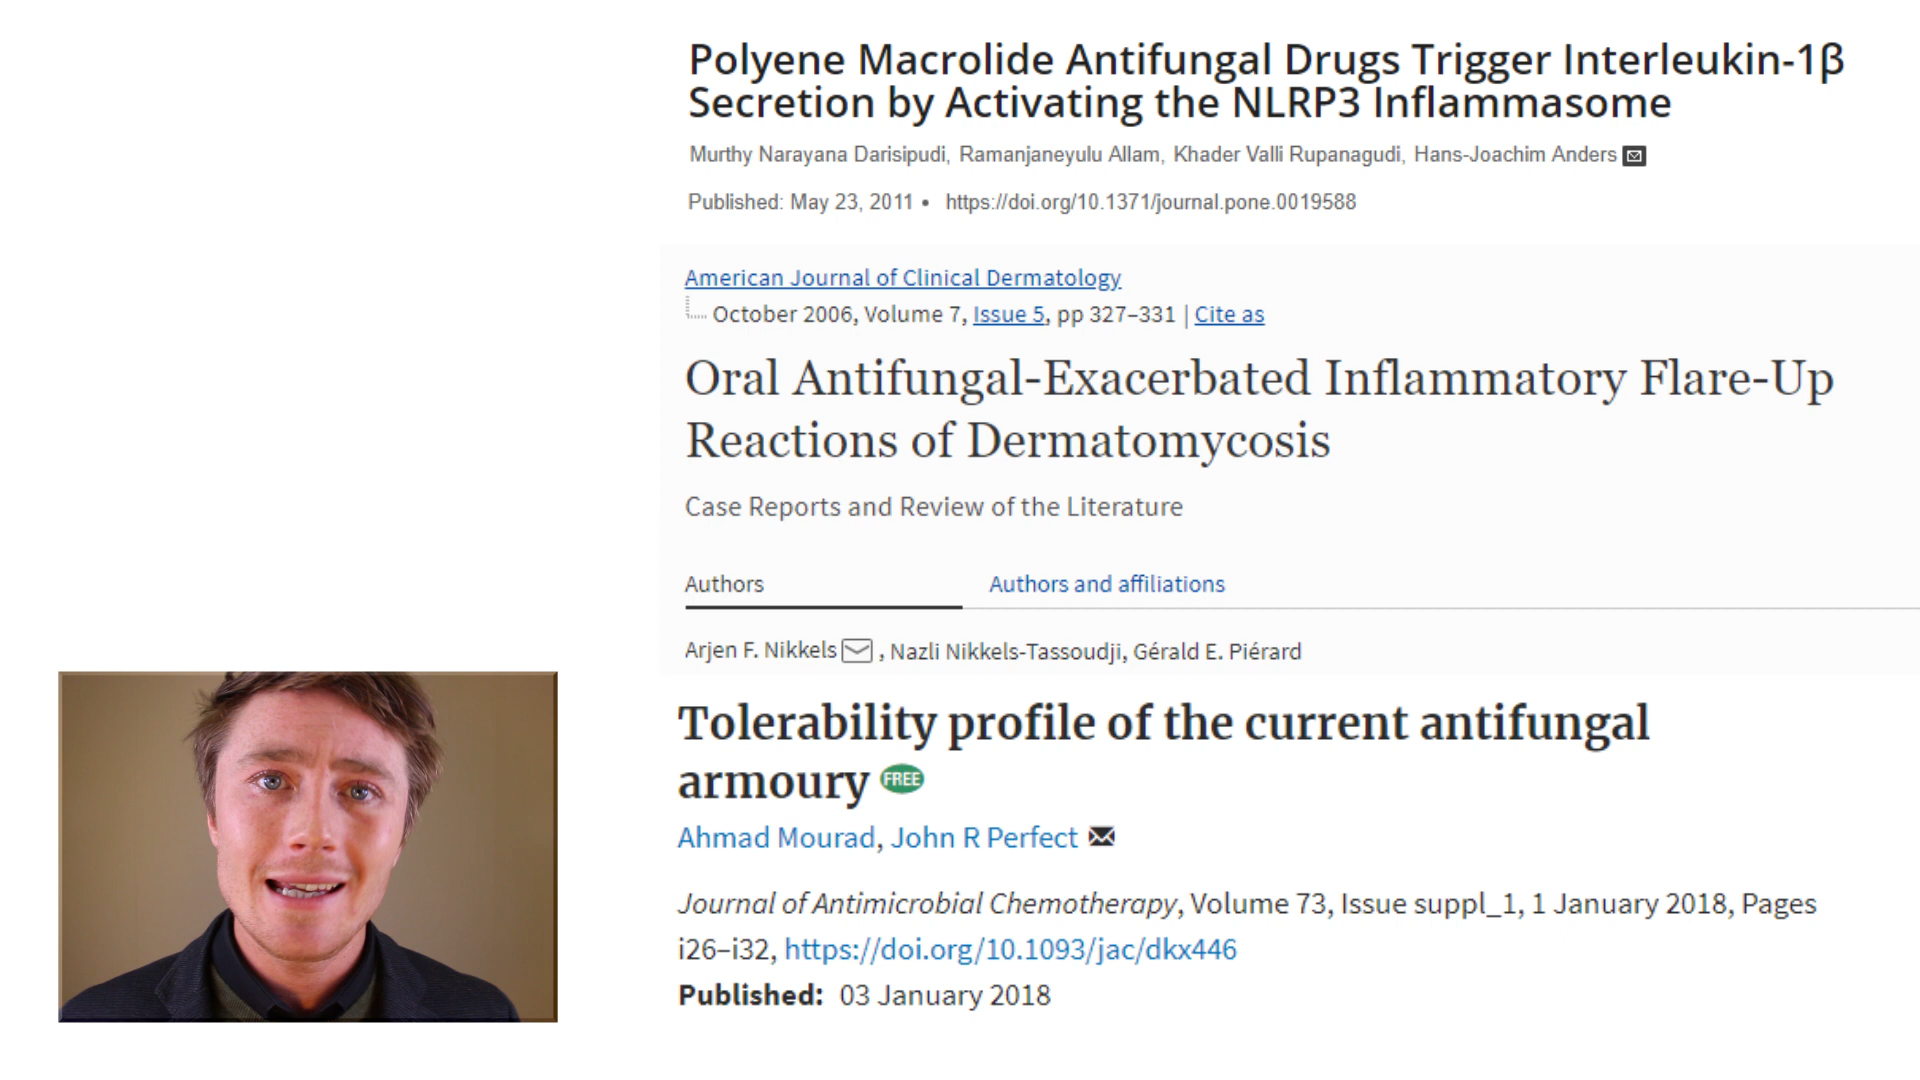 Polyene Macrolide Antifungal Drugs Trigger Interleukin-1β
Secretion by Activating the NLRP3 Inflammasome
Murthy Narayana Darisipudi, Ramanjaneyulu Allam, Khader Valli Rupanagudi, Hans-Joachim Anders
Published: May 23, 2011 • https://doi.org/10.1371/journal.pone.0019588
American Journal of Clinical Dermatology
October 2006, Volume 7, Issue 5, pp 327–331 | Cite as
Oral Antifungal-Exacerbated Inflammatory Flare-Up
Reactions of Dermatomycosis
Case Reports and Review of the Literature
Authors Authors and affiliations
Arjen F. Nikkels , Nazli Nikkels-Tassoudji, Gérald E. Piérard
Tolerability profile of the current antifungal
armoury FREE
Ahmad Mourad, John R Perfect
Journal of Antimicrobial Chemotherapy, Volume 73, Issue suppl_1, 1 January 2018, Pages
i26–i32, https://doi.org/10.1093/jac/dkx446
Published: 03 January 2018